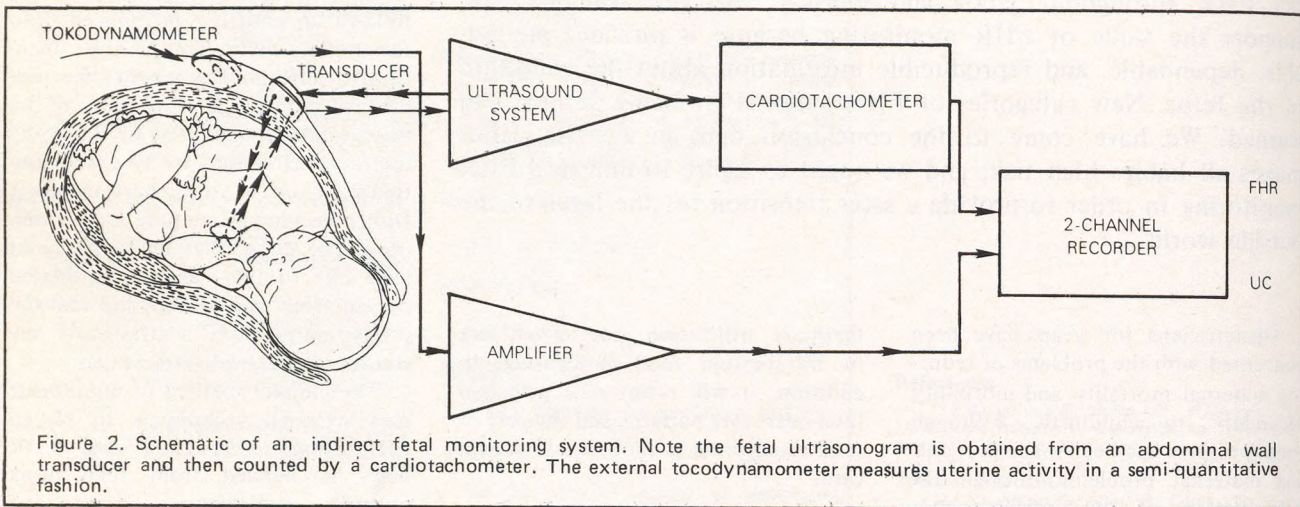 TOKODYNAMOMETER
TRANSDUCER
ULTRASOUND
SYSTEM
CARDIOTACHOMETER
FHR
2-CHANNEL
RECORDER
UC
AMPLIFIER
Figure 2. Schematic of an indirect fetal monitoring system. Note the fetal ultrasonogram is obtained from an abdominal wall
transducer and then counted by a cardiotachometer. The external tocodynamometer measures uterine activity in a semi-quantitative
fashion.